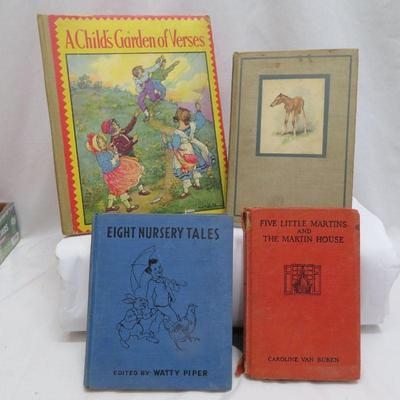 A Child's Garden of Verses
EIGHT NURSERY TALES
EDITED BY WATTY PIPER
FIVE LITTLE MARTINS
AND
THE MARTIN HOUSE
CAROLINE VAN BUREN